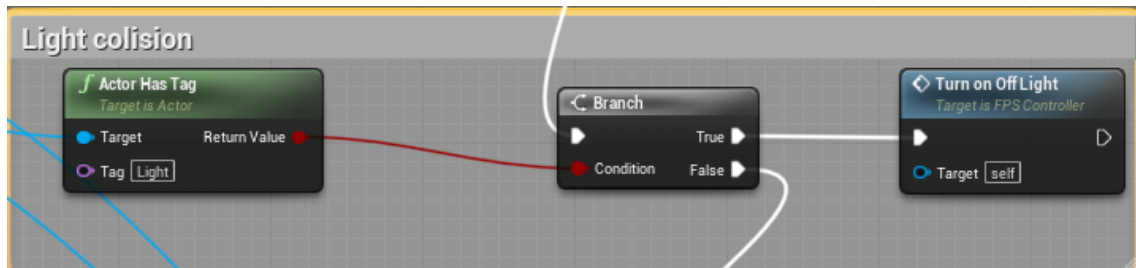 Light colision
f Actor Has Tag
Target is Actor
Target
Return Value
Tag Light
Branch
True
Condition
False
Turn on Off Light
Target is FPS Controller
Target self